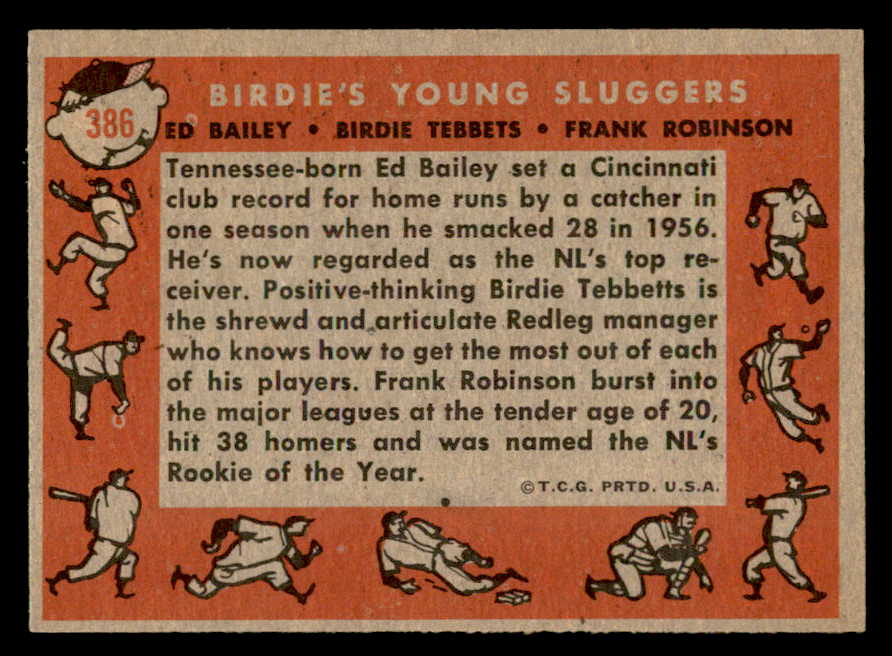 386
BIRDIE'S YOUNG SLUGGERS
ED BAILEY • BIRDIE TEBBETS • FRANK ROBINSON
Tennessee-born Ed Bailey set a Cincinnati
club record for home runs by a catcher in
one season when he smacked 28 in 1956.
He's now regarded as the NL's top re-
ceiver. Positive-thinking Birdie Tebbetts is
the shrewd and articulate Redleg manager
who knows how to get the most out of each
of his players. Frank Robinson burst into
the major leagues at the tender age of 20,
hit 38 homers and was named the NL's
Rookie of the Year.
©T.C.G. PRTD. U.S.A.